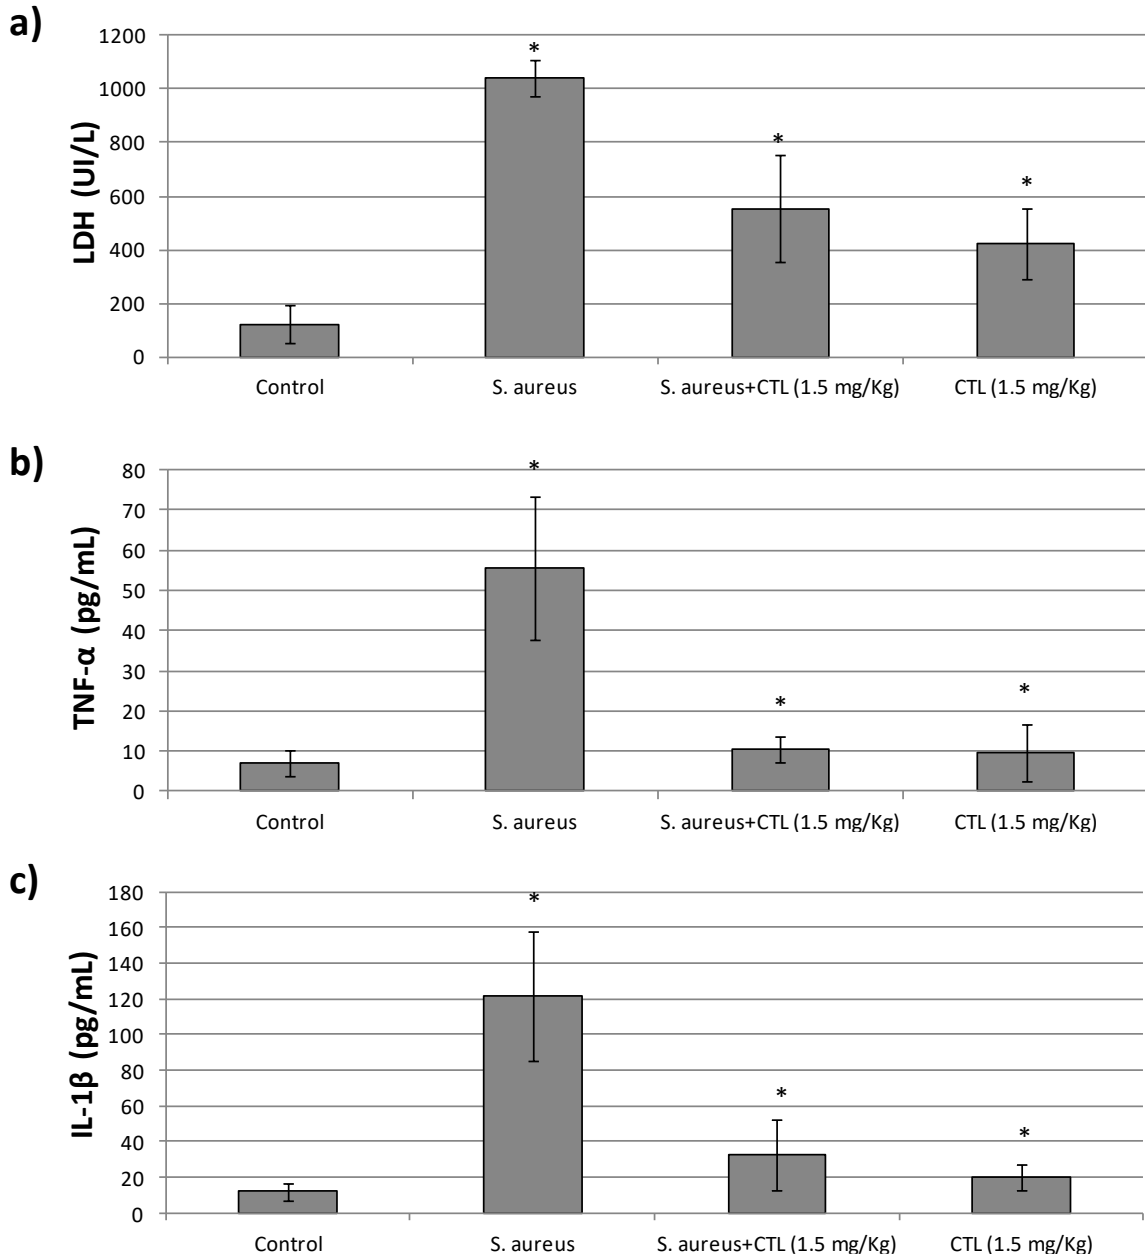 a)
LDH (UI/L)
1200
1000
800
600
400
200
0
*
*
*
Control
S. aureus
S. aureus+CTL (1.5 mg/Kg)
CTL (1.5 mg/Kg)
b)
TNF-α (pg/mL)
80
70
60
50
40
30
20
10
0
*
*
*
Control
S. aureus
S. aureus+CTL (1.5 mg/Kg)
CTL (1.5 mg/Kg)
c)
IL-1β (pg/mL)
180
160
140
120
100
80
60
40
20
0
*
*
*
Control
S. aureus
S. aureus+CTL (1.5 mg/Kg)
CTL (1.5 mg/Kg)